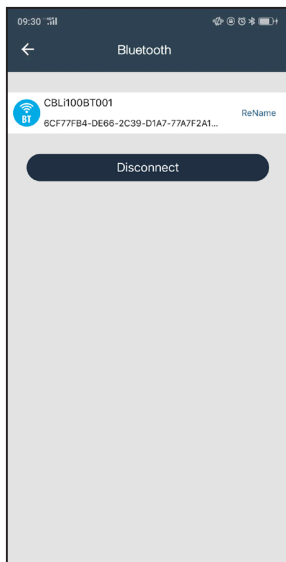 09:30
Bluetooth
CBLi100BT001
BT
6CF77FB4-DE66-2C39-D1A7-77A7F2A1...
ReName
Disconnect